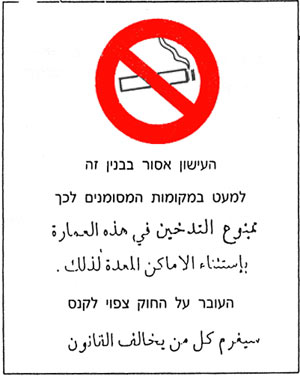 העישון אסור בבנין זה
למעט במקומות המסומנים לכך
ممنوع التدخين في هذه العمارة
بإستثناء الاماكن المعدة لذلك .
העובר על החוק צפוי לקנס
سيغرم كل من يخالف القانون